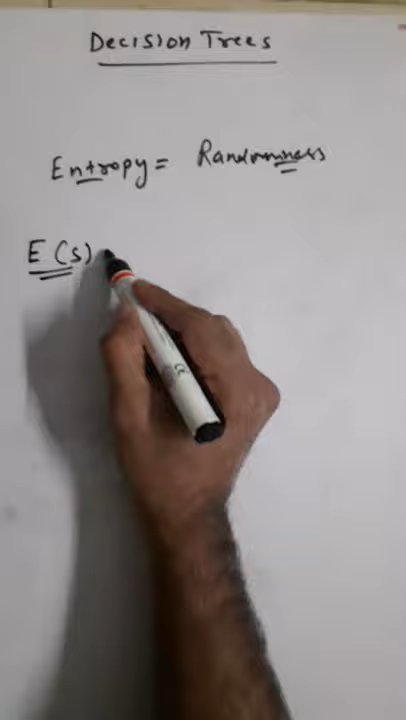 Decision Trees
Entropy = Randomness
E(s)